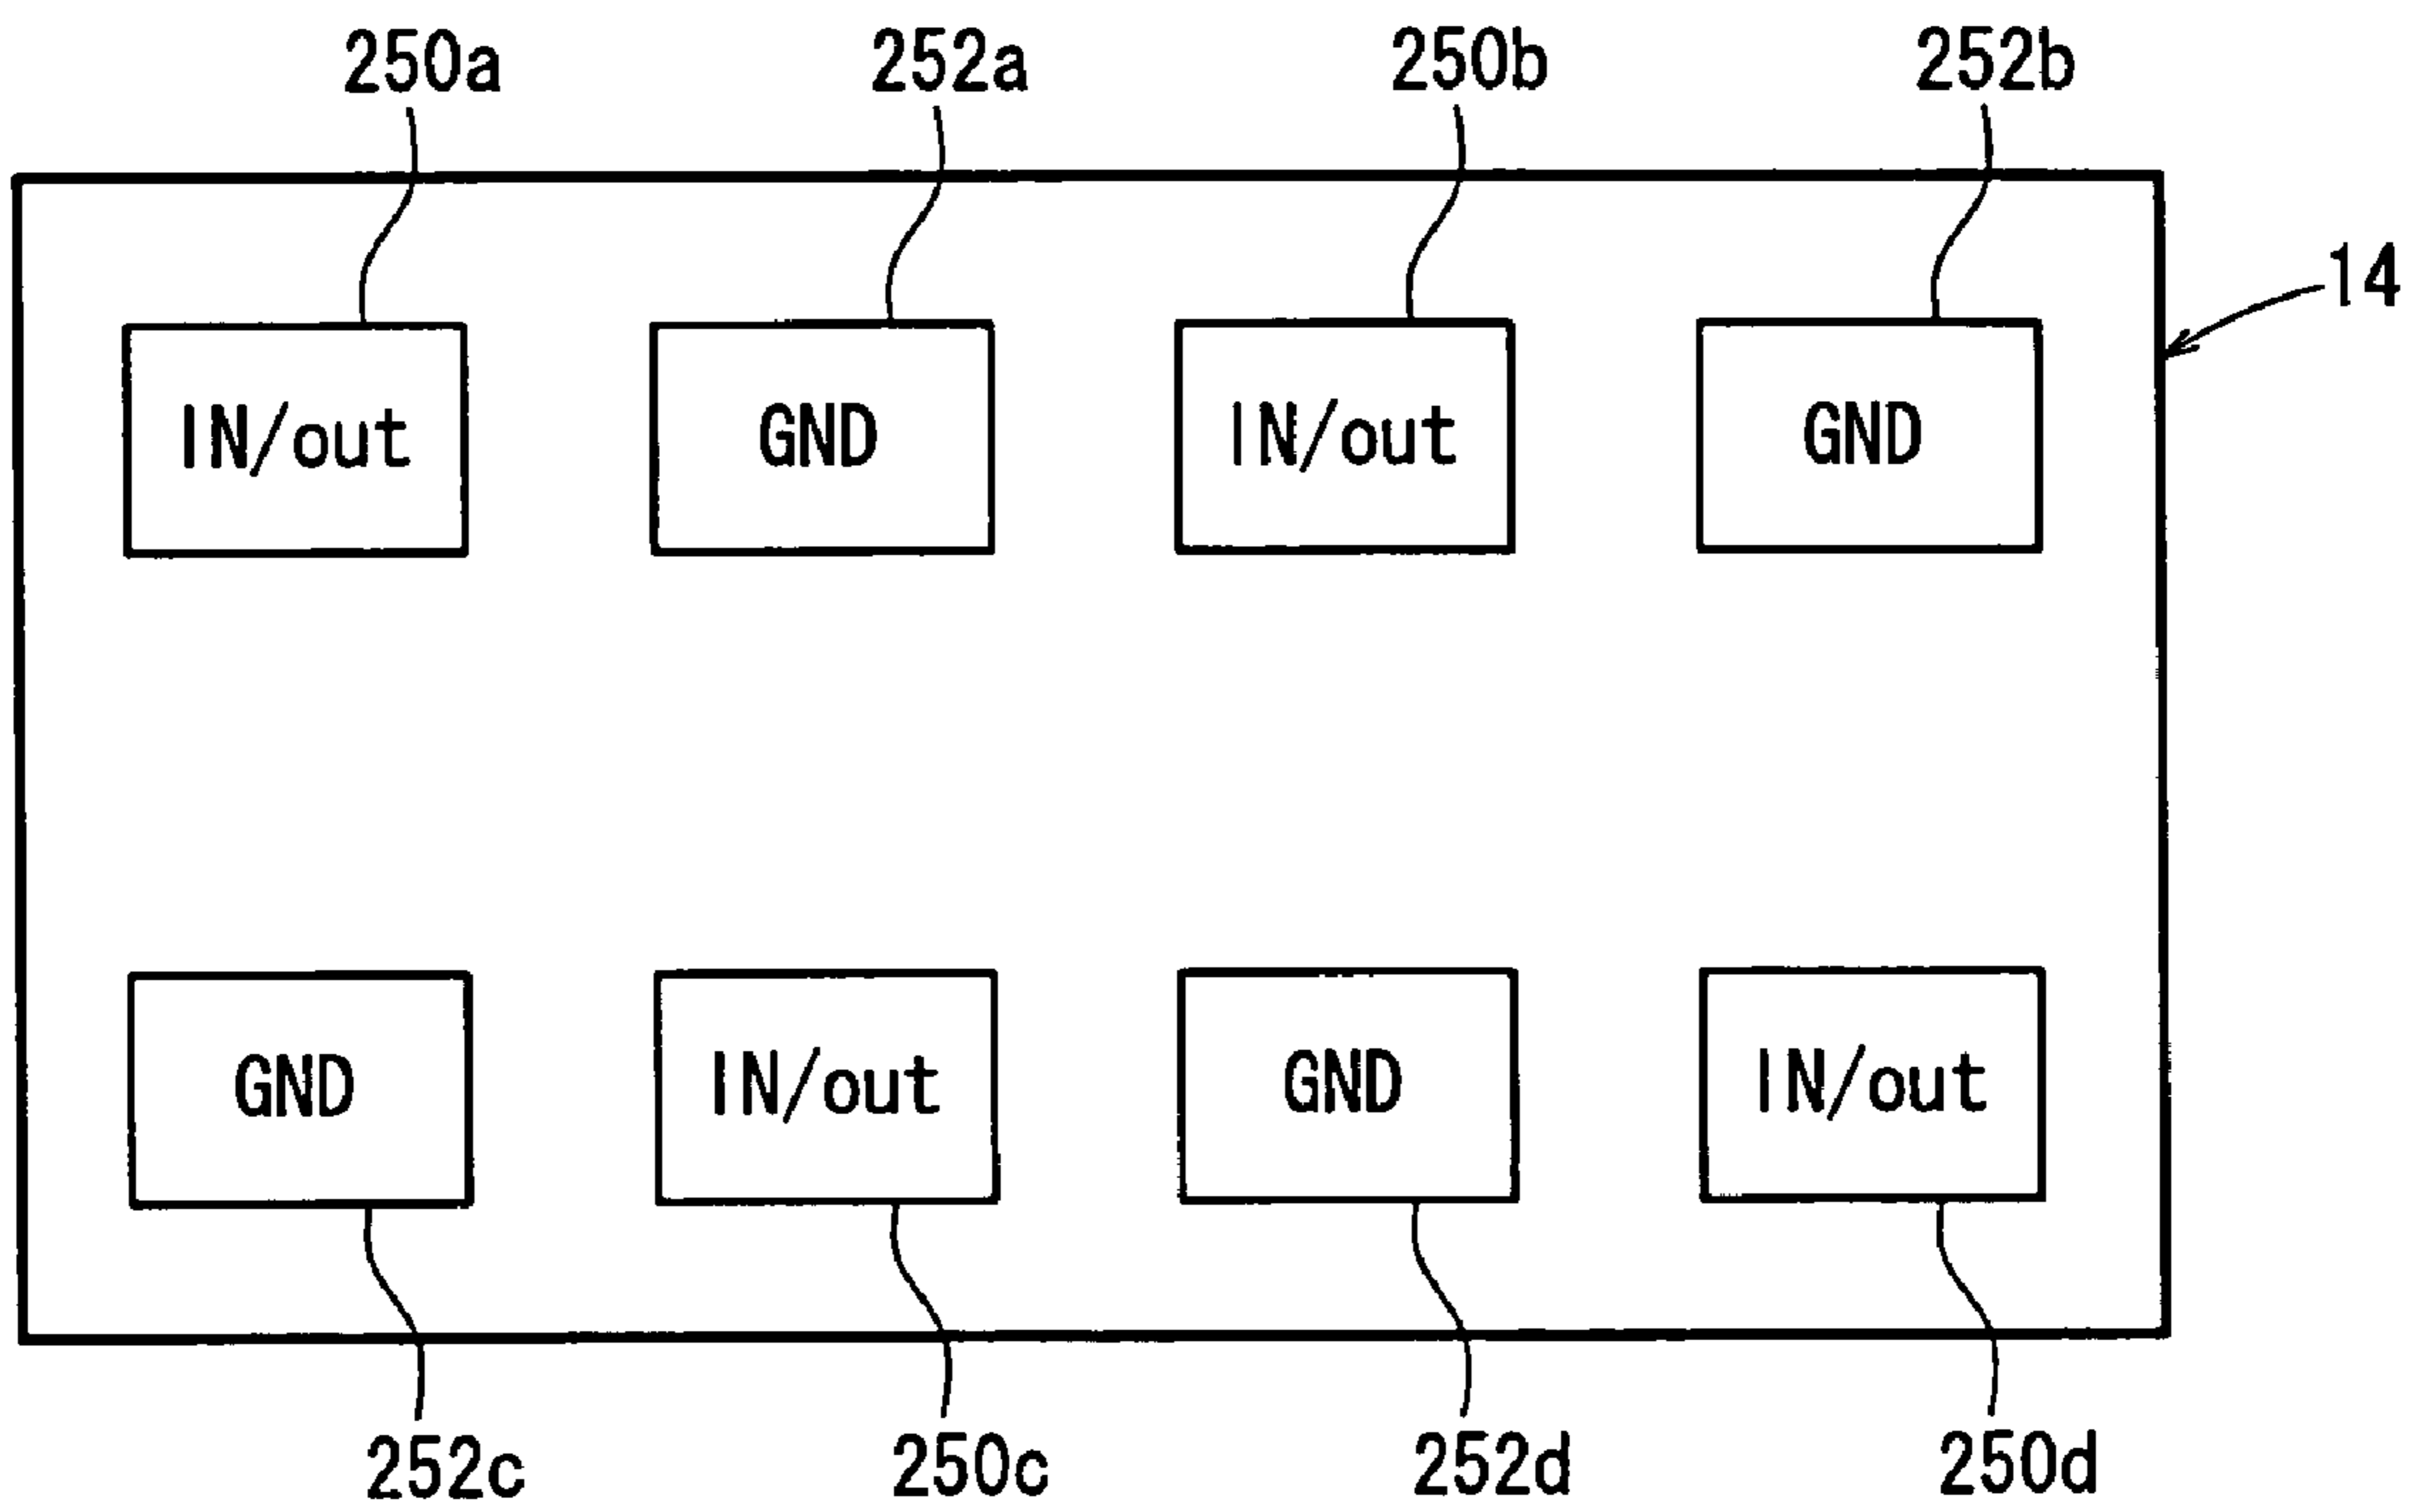 250a 252a 250b 252b
14
IN/out GND IN/out GND
GND IN/out GND IN/out
252c 250c 252d 250d